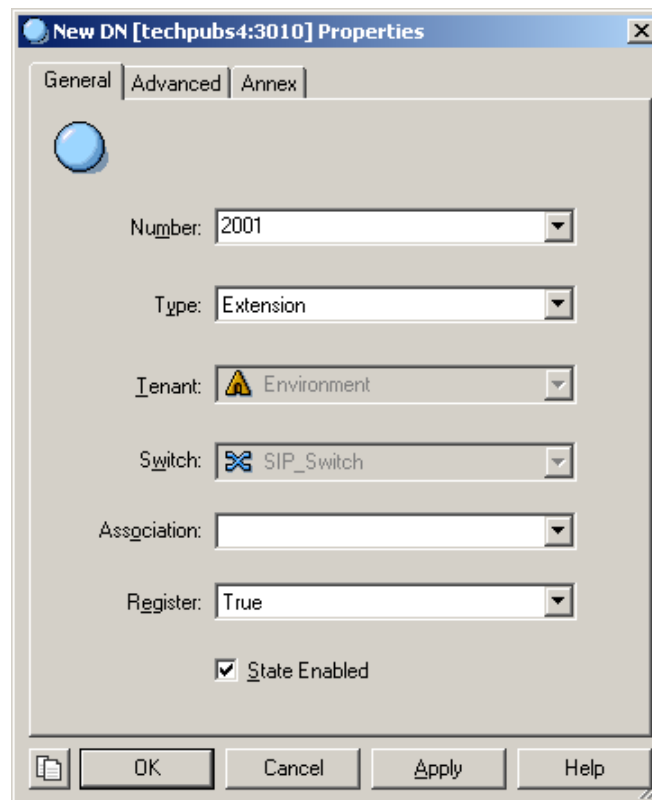 New DN [techpubs4:3010] Properties
General Advanced Annex
Number: 2001
Type: Extension
Tenant: Environment
Switch: SIP_Switch
Association:
Register: True
State Enabled
OK Cancel Apply Help